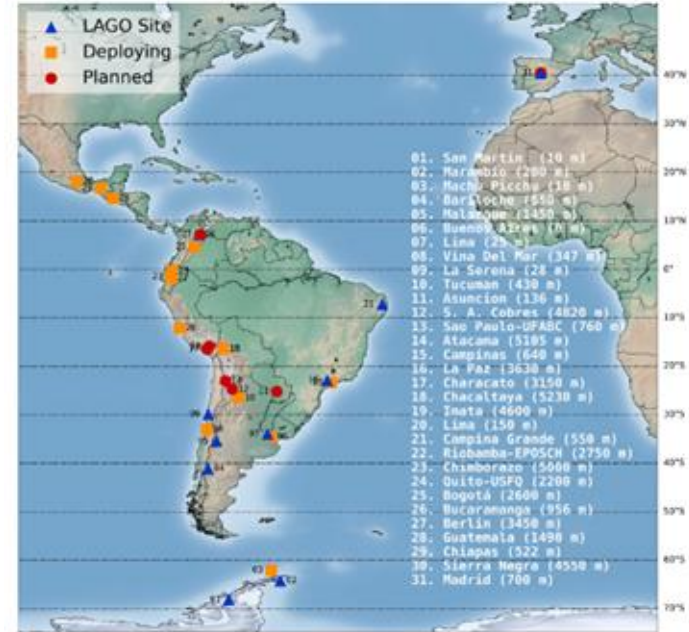 LAGO Site
Deploying
Planned
40°N
30°N
20°N
10°N
0°
10°S
20°S
30°S
40°S
50°S
60°S
70°S
01. San Martin (10 m)
02. Marambio (200 m)
03. Machu Picchu (10 m)
04. Bariloche (850 m)
05. Malargue (1450 m)
06. Buenos Aires
07. Lima
08. Vina Del Mar (347 m)
09. La Serena (28 m)
10. Tucuman (430 m)
11. Asuncion (136 m)
12. S. A. Cobres (4820 m)
13. Sao Paulo-UFABC (760 m)
14. Atacama (5105 m)
15. Campinas (640 m)
16. La Paz (3630 m)
17. Characato (3150 m)
18. Chacaltaya (5230 m)
19. Imata (4600 m)
20. Lima (150 m)
21. Campina Grande (550 m)
22. Riobamba-EPOSCH (2750 m)
23. Chimborazo (5000 m)
24. Quito-USFQ (2200 m)
25. Bogotá (2600 m)
26. Bucaramanga (956 m)
27. Berlin (3450 m)
28. Guatemala (1490 m)
29. Chiapas (522 m)
30. Sierra Negra (4550 m)
31. Madrid (700 m)